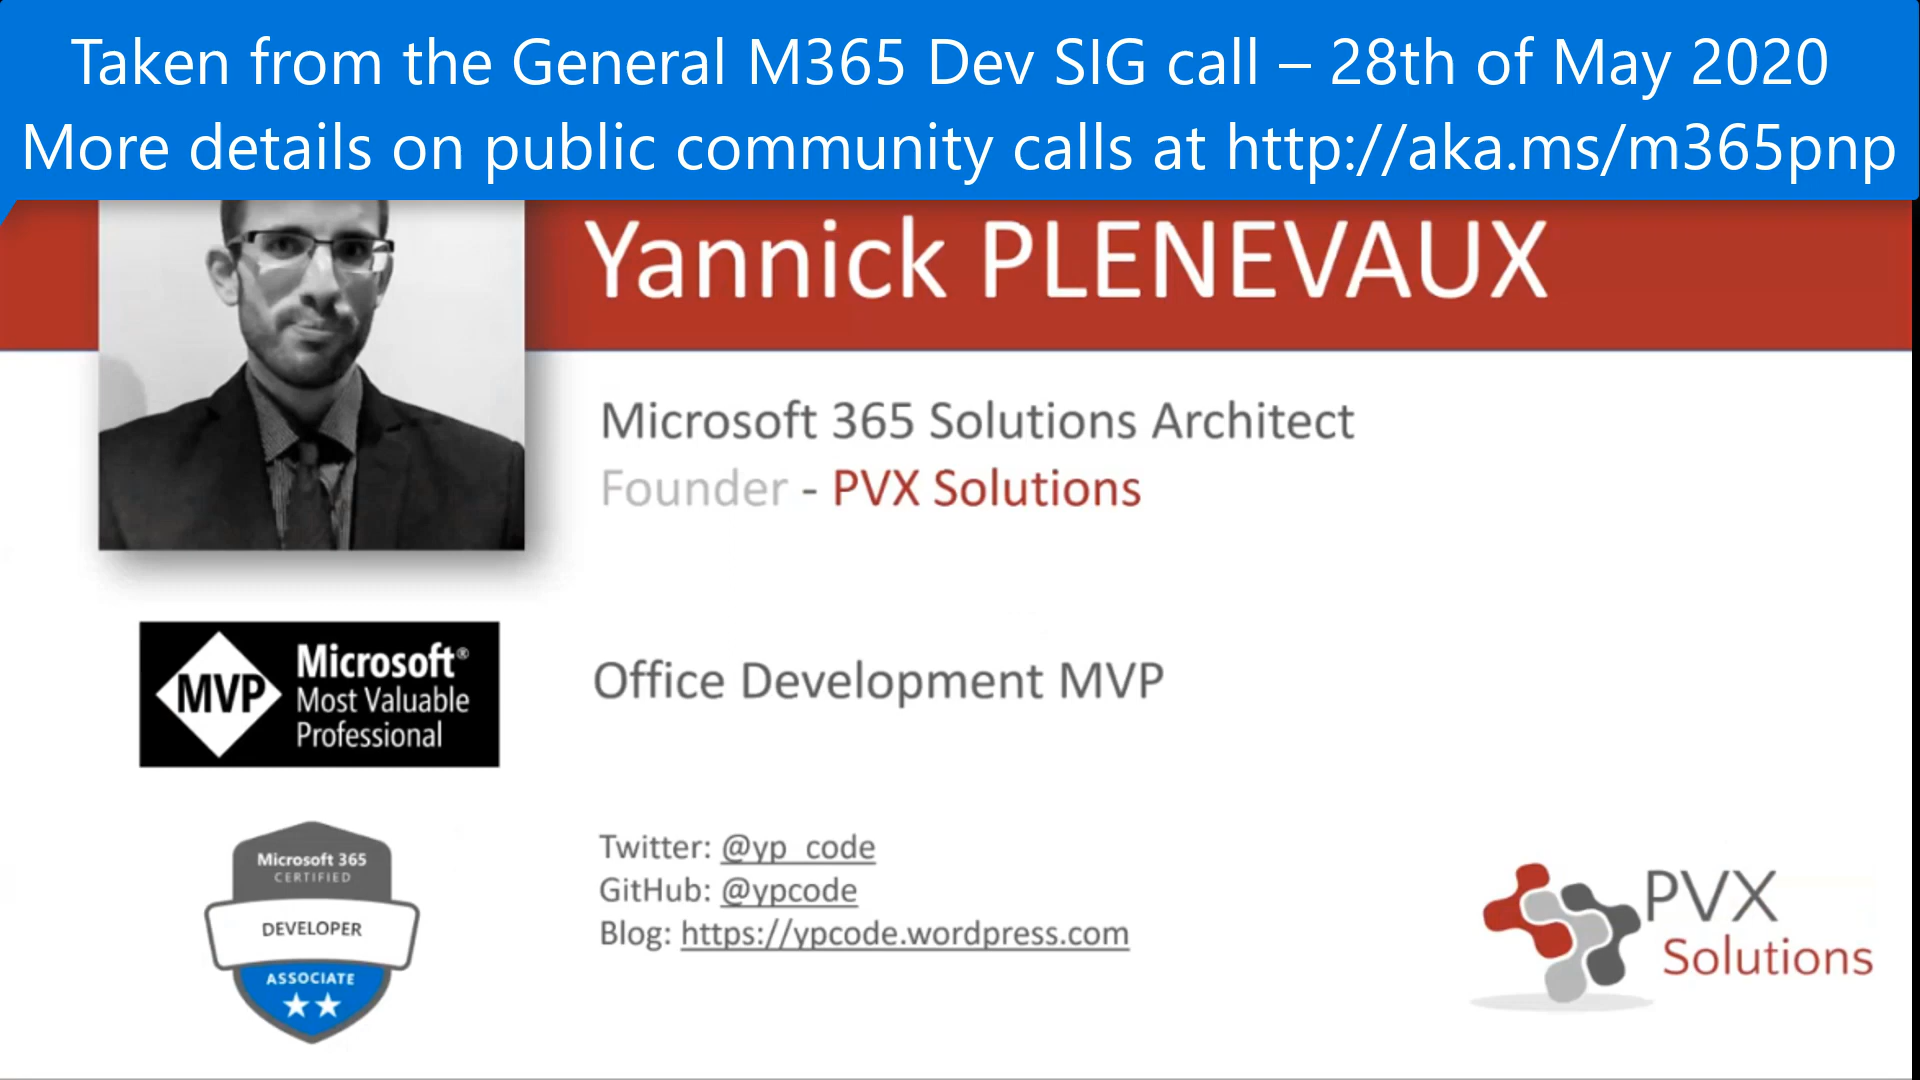 Taken from the General M365 Dev SIG call – 28th of May 2020
More details on public community calls at http://aka.ms/m365pnp
Yannick PLENEVAUX
Microsoft 365 Solutions Architect
Founder - PVX Solutions
MVP
Microsoft®
Most Valuable
Professional
Office Development MVP
Microsoft 365
CERTIFIED
DEVELOPER
ASSOCIATE
Twitter: @yp_code
GitHub: @ypcode
Blog: https://ypcode.wordpress.com
PVX
Solutions